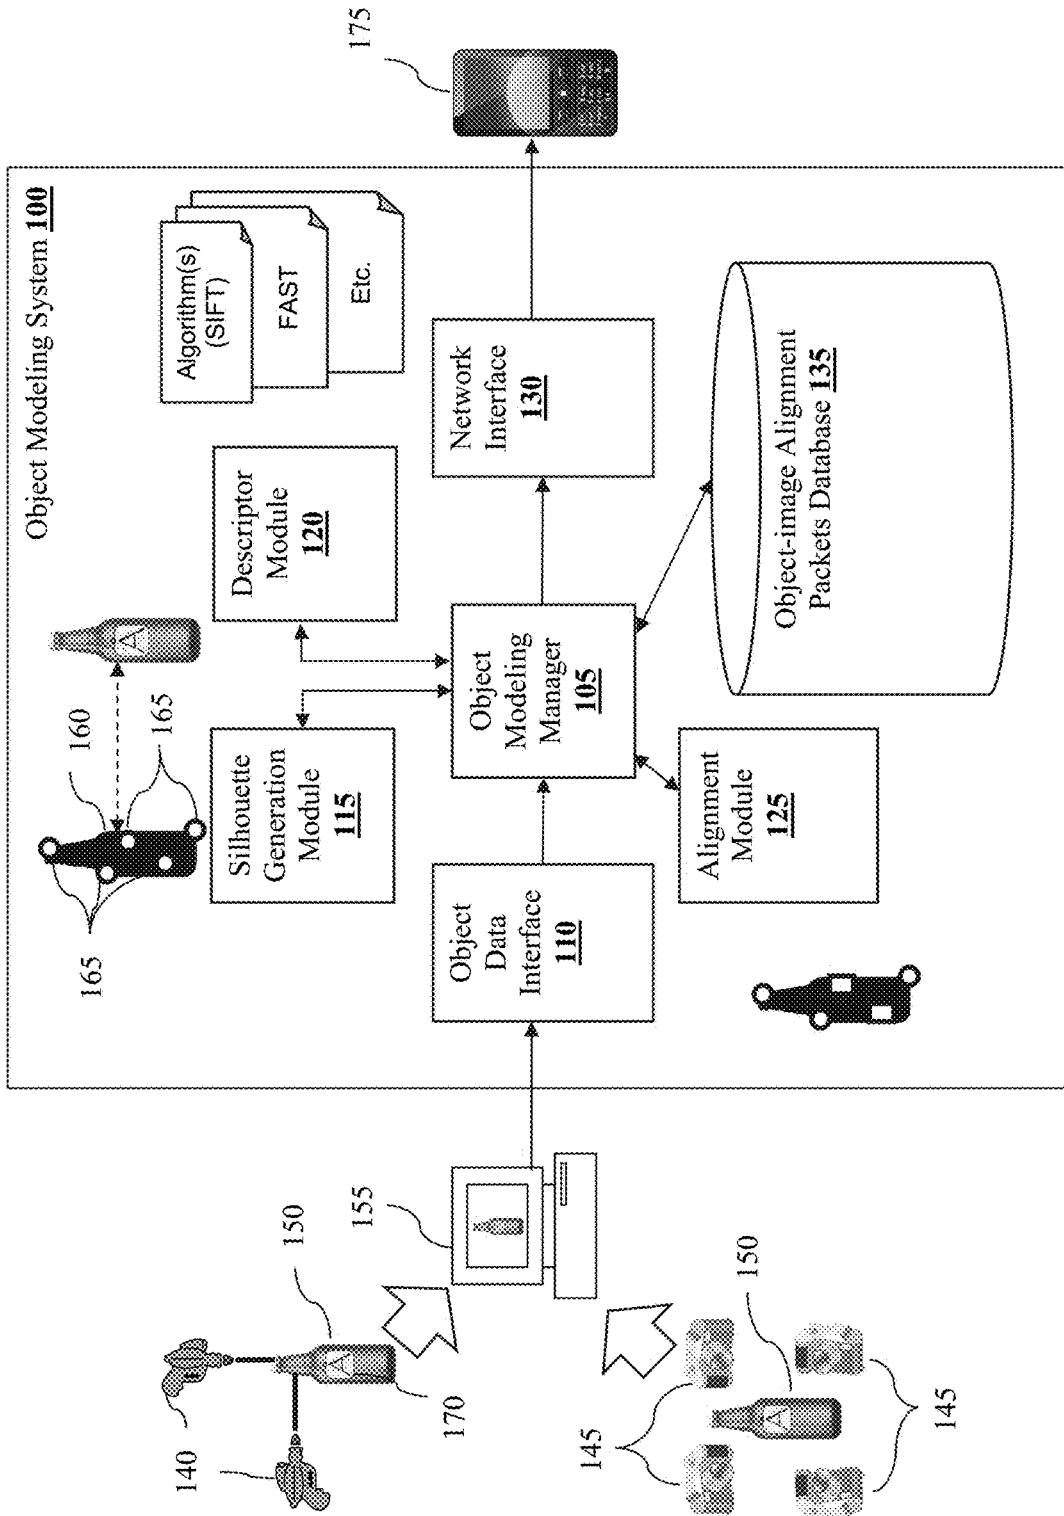 Object Modeling System 100
Algorithm(s)
(SIFT)
FAST
Etc.
175
160
165
165
A
Silhouette
Generation
Module
115
Descriptor
Module
120
Object
Data
Interface
110
Object
Modeling
Manager
105
Network
Interface
130
Alignment
Module
125
Object-image Alignment
Packets Database 135
140
150
A
170
155
145
150
A
145